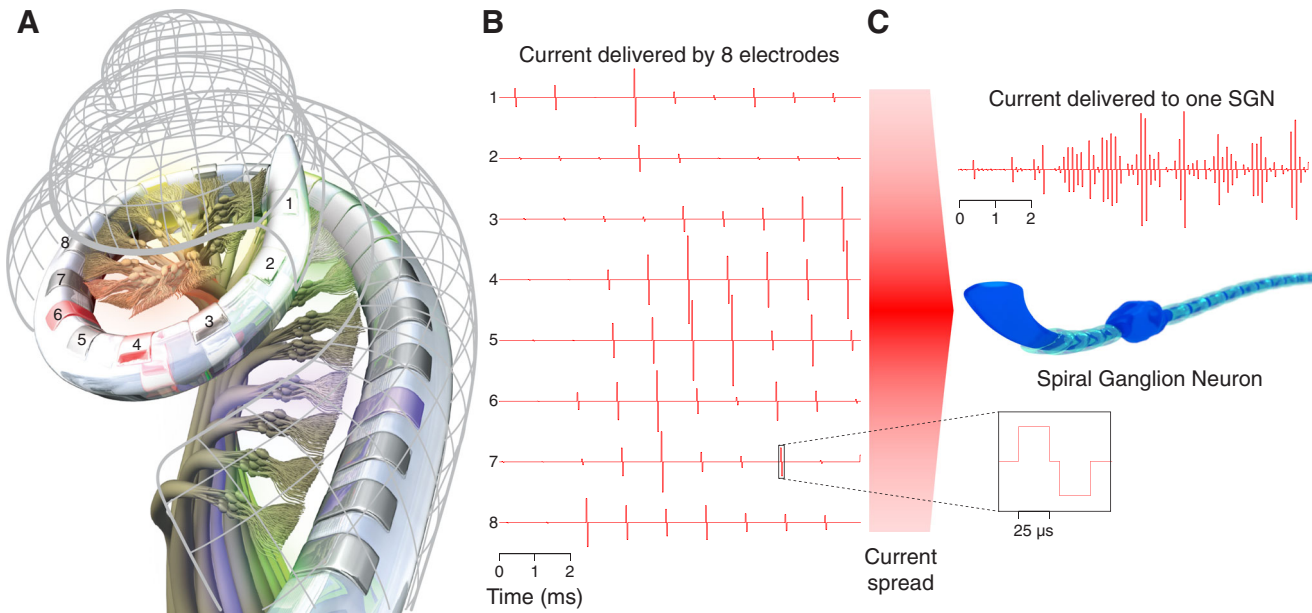 A
8
7
6
5
4
3
2
1
B
Current delivered by 8 electrodes
1
2
3
4
5
6
7
8
0 1 2
Time (ms)
Current
spread
C
Current delivered to one SGN
0 1 2
Spiral Ganglion Neuron
25 µs